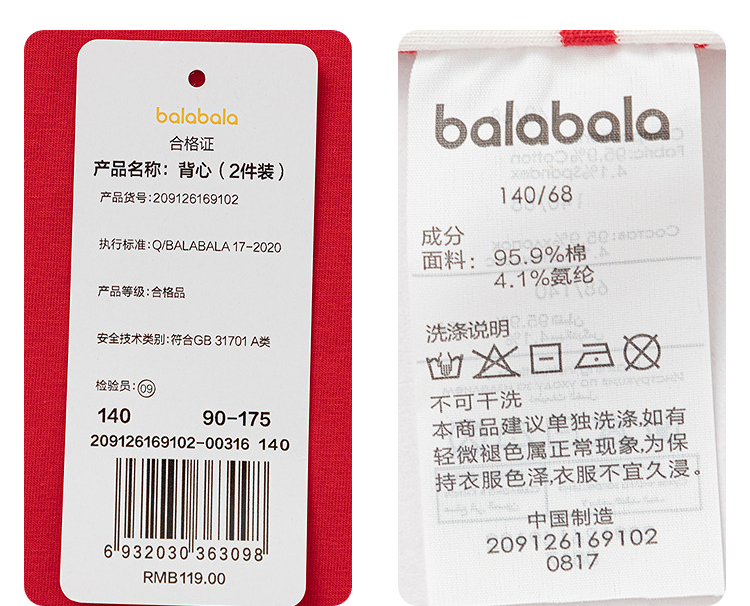 balabala
合格证
产品名称：背心（2件装）
产品货号：209126169102
执行标准：Q/BALABALA 17-2020
产品等级：合格品
安全技术类别：符合GB 31701 A类
检验员：09
140 90-175
209126169102-00316 140
6 932030 363098
RMB119.00
balabala
140/68
成分
面料：95.9%棉
4.1%氨纶
洗涤说明
不可干洗
本商品建议单独洗涤,如有
轻微褪色属正常现象,为保
持衣服色泽,衣服不宜久浸。
中国制造
209126169102
0817